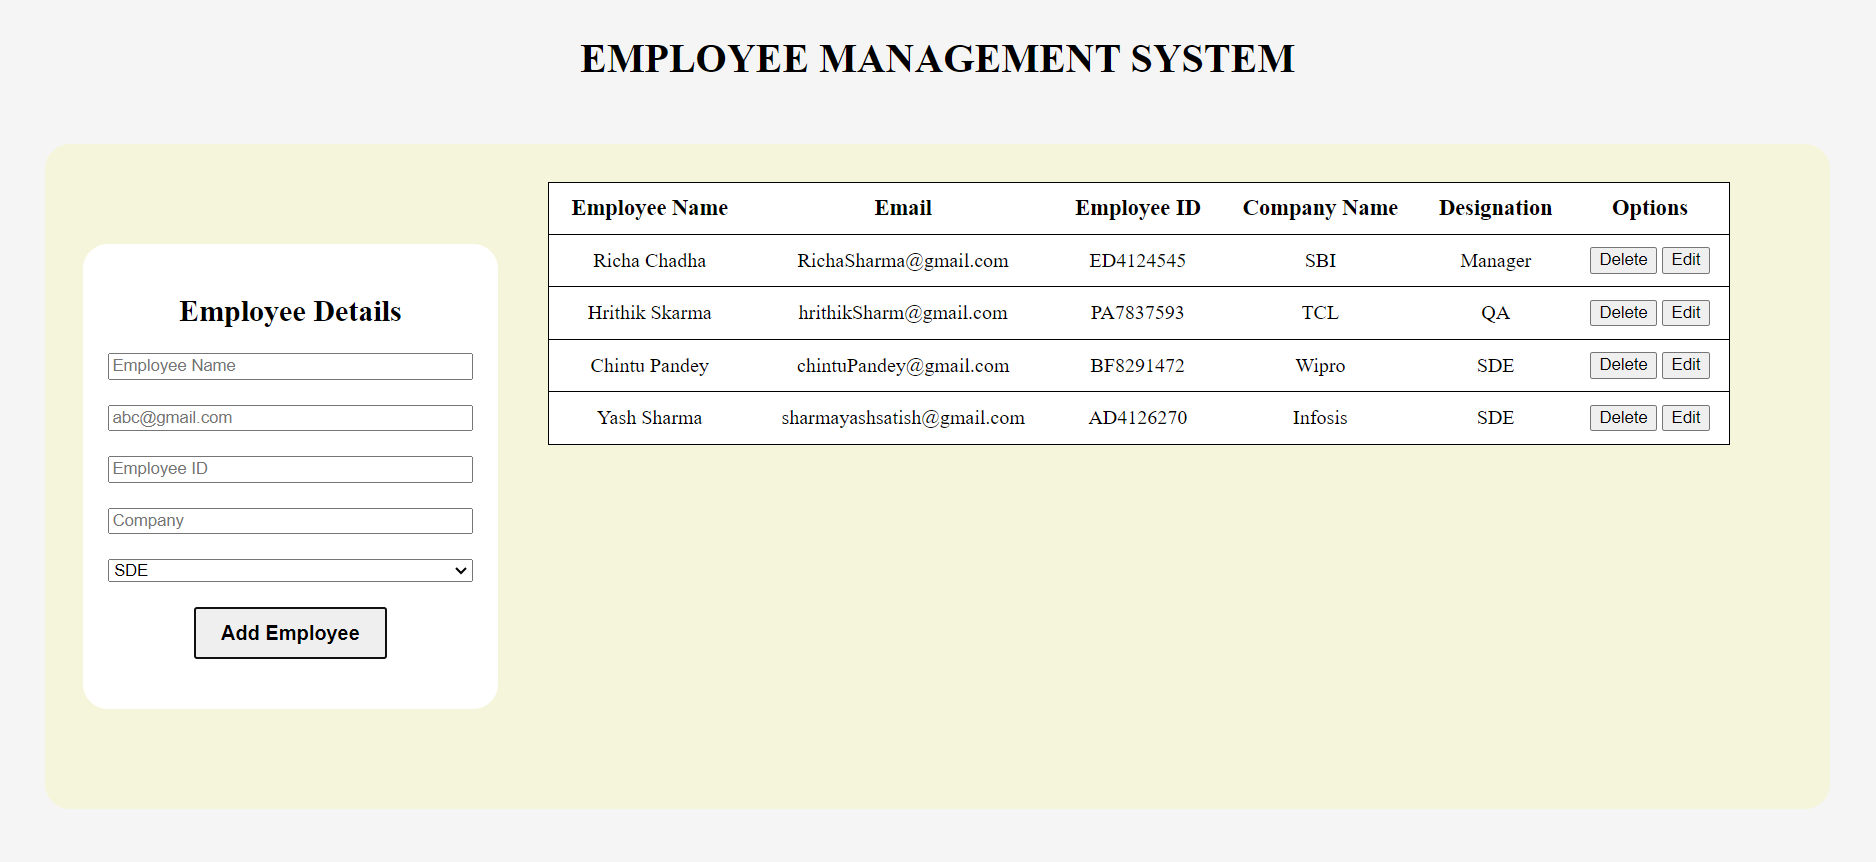 EMPLOYEE MANAGEMENT SYSTEM
Employee Details
Employee Name
abc@gmail.com
Employee ID
Company
SDE
Add Employee
Employee Name Email Employee ID Company Name Designation Options
Richa Chadha RichaSharma@gmail.com ED4124545 SBI Manager Delete Edit
Hrithik Skarma hrithikSharm@gmail.com PA7837593 TCL QA Delete Edit
Chintu Pandey chintuPandey@gmail.com BF8291472 Wipro SDE Delete Edit
Yash Sharma sharmayashsatish@gmail.com AD4126270 Infosis SDE Delete Edit